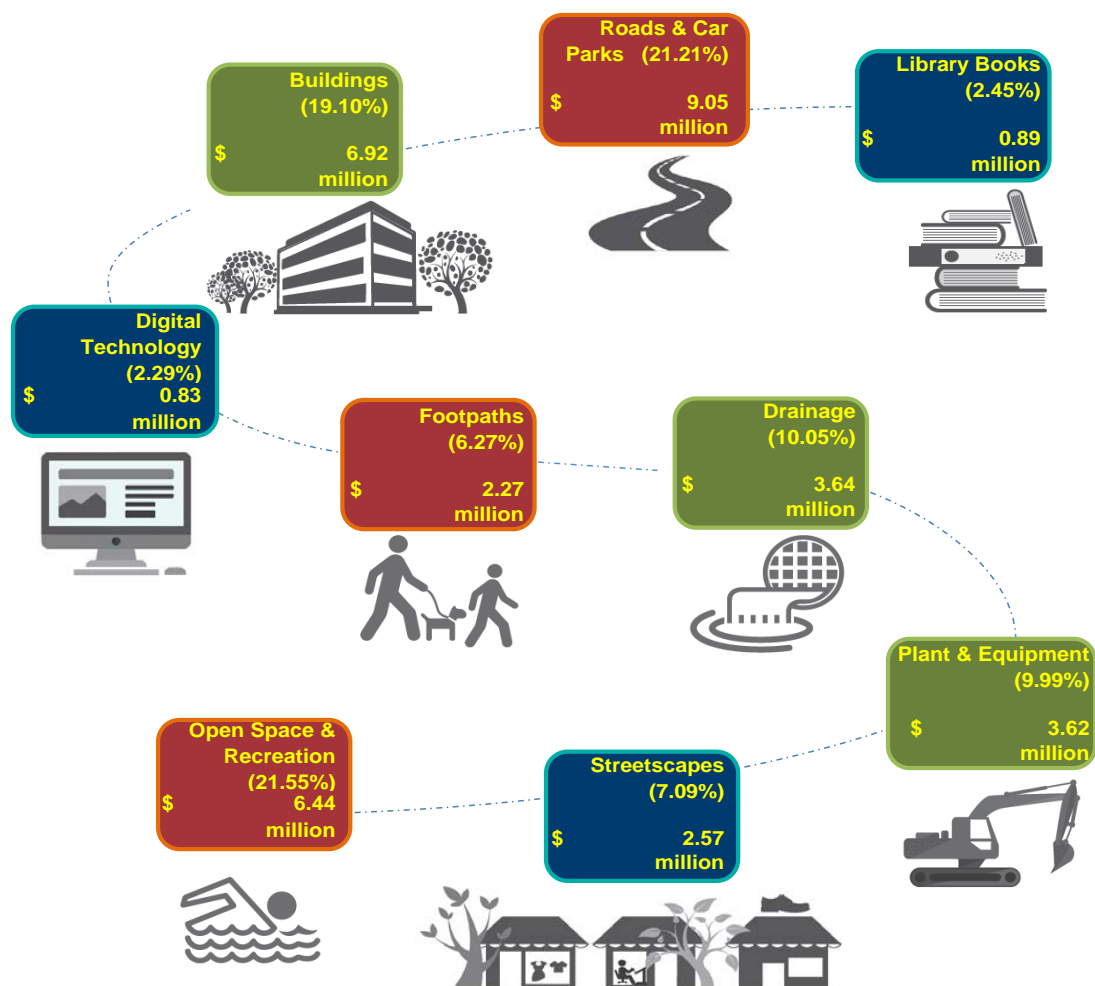 Roads & Car
Parks (21.21%)
$ 9.05
million
Buildings
(19.10%)
$ 6.92
million
Library Books
(2.45%)
$ 0.89
million
Digital
Technology
(2.29%)
$ 0.83
million
Footpaths
(6.27%)
$ 2.27
million
Drainage
(10.05%)
$ 3.64
million
Plant & Equipment
(9.99%)
$ 3.62
million
Open Space &
Recreation
(21.55%)
$ 6.44
million
Streetscapes
(7.09%)
$ 2.57
million